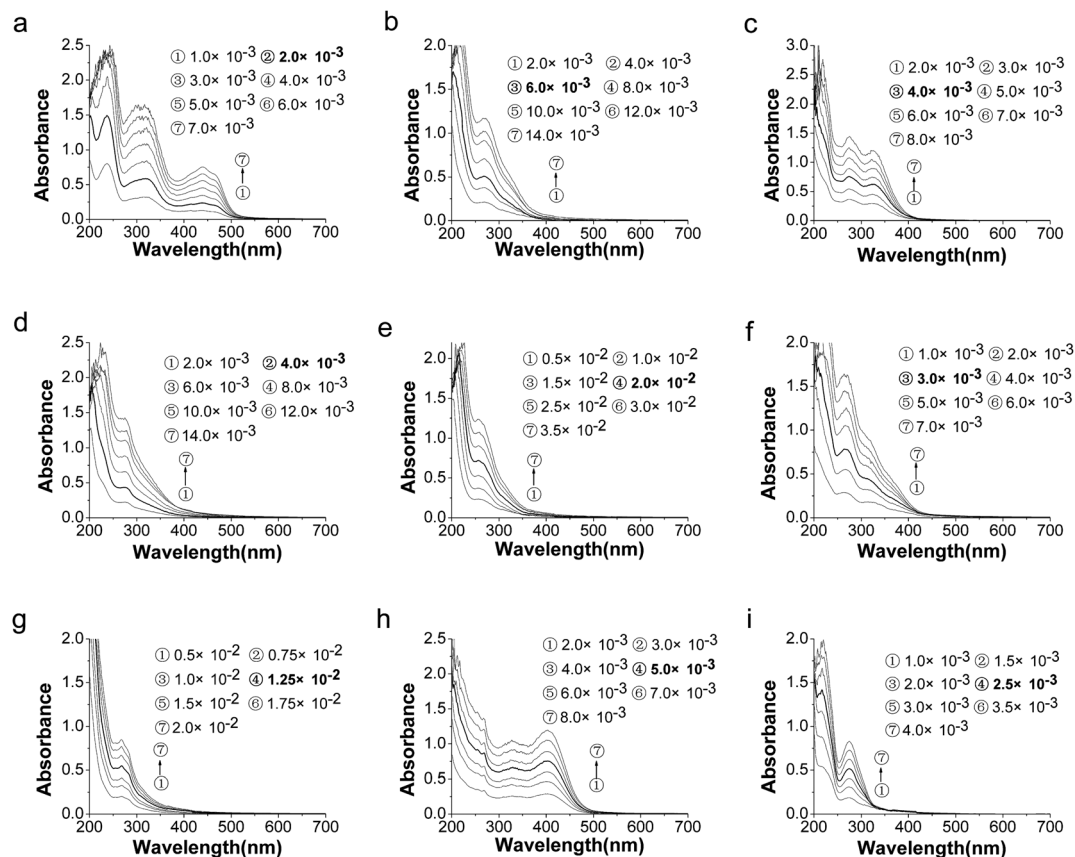 a
Absorbance
2.5
2.0
1.5
1.0
0.5
0.0
① 1.0× 10-3 ② 2.0× 10-3
③ 3.0× 10-3 ④ 4.0× 10-3
⑤ 5.0× 10-3 ⑥ 6.0× 10-3
⑦ 7.0× 10-3
⑦
①
200 300 400 500 600 700
Wavelength(nm)
b
Absorbance
2.0
1.5
1.0
0.5
0.0
① 2.0× 10-3 ② 4.0× 10-3
③ 6.0× 10-3 ④ 8.0× 10-3
⑤ 10.0× 10-3 ⑥ 12.0× 10-3
⑦ 14.0× 10-3
⑦
①
200 300 400 500 600 700
Wavelength(nm)
c
Absorbance
3.0
2.5
2.0
1.5
1.0
0.5
0.0
① 2.0× 10-3 ② 3.0× 10-3
③ 4.0× 10-3 ④ 5.0× 10-3
⑤ 6.0× 10-3 ⑥ 7.0× 10-3
⑦ 8.0× 10-3
⑦
①
200 300 400 500 600 700
Wavelength(nm)
d
Absorbance
2.5
2.0
1.5
1.0
0.5
0.0
① 2.0× 10-3 ② 4.0× 10-3
③ 6.0× 10-3 ④ 8.0× 10-3
⑤ 10.0× 10-3 ⑥ 12.0× 10-3
⑦ 14.0× 10-3
⑦
①
200 300 400 500 600 700
Wavelength(nm)
e
Absorbance
2.0
1.5
1.0
0.5
0.0
① 0.5× 10-2 ② 1.0× 10-2
③ 1.5× 10-2 ④ 2.0× 10-2
⑤ 2.5× 10-2 ⑥ 3.0× 10-2
⑦ 3.5× 10-2
⑦
①
200 300 400 500 600 700
Wavelength(nm)
f
Absorbance
2.0
1.5
1.0
0.5
0.0
① 1.0× 10-3 ② 2.0× 10-3
③ 3.0× 10-3 ④ 4.0× 10-3
⑤ 5.0× 10-3 ⑥ 6.0× 10-3
⑦ 7.0× 10-3
⑦
①
200 300 400 500 600 700
Wavelength(nm)
g
Absorbance
2.0
1.5
1.0
0.5
0.0
① 0.5× 10-2 ② 0.75× 10-2
③ 1.0× 10-2 ④ 1.25× 10-2
⑤ 1.5× 10-2 ⑥ 1.75× 10-2
⑦ 2.0× 10-2
⑦
①
200 300 400 500 600 700
Wavelength(nm)
h
Absorbance
2.5
2.0
1.5
1.0
0.5
0.0
① 2.0× 10-3 ② 3.0× 10-3
③ 4.0× 10-3 ④ 5.0× 10-3
⑤ 6.0× 10-3 ⑥ 7.0× 10-3
⑦ 8.0× 10-3
⑦
①
200 300 400 500 600 700
Wavelength(nm)
i
Absorbance
2.0
1.5
1.0
0.5
0.0
① 1.0× 10-3 ② 1.5× 10-3
③ 2.0× 10-3 ④ 2.5× 10-3
⑤ 3.0× 10-3 ⑥ 3.5× 10-3
⑦ 4.0× 10-3
⑦
①
200 300 400 500 600 700
Wavelength(nm)